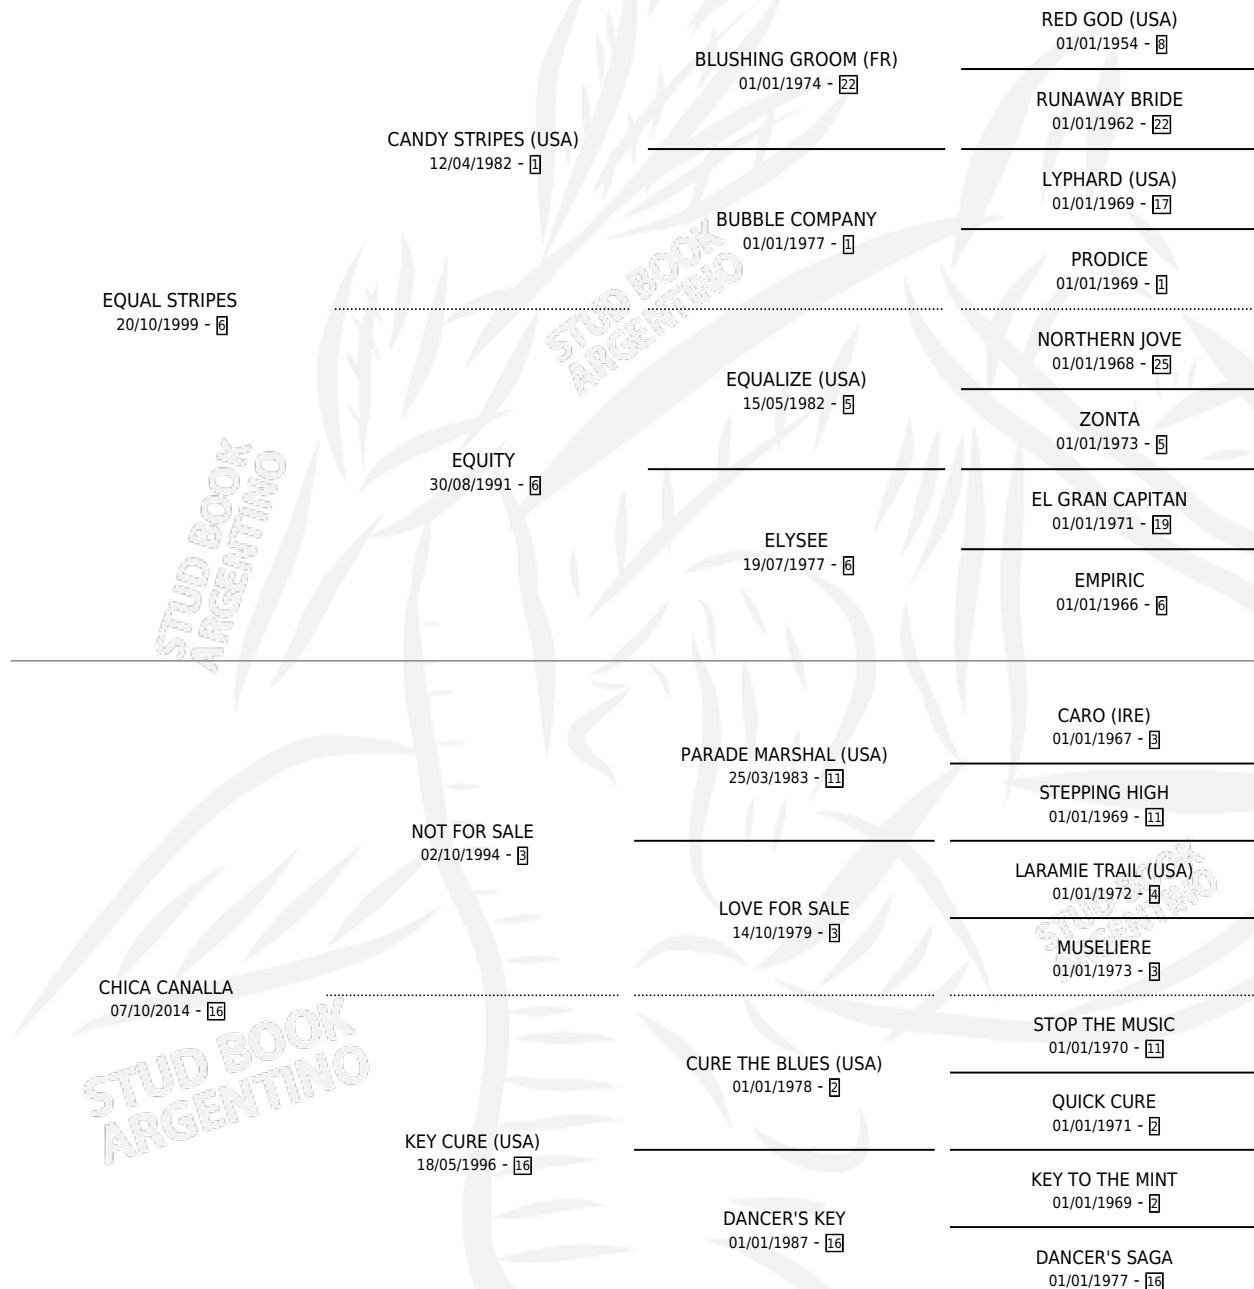 RED GOD (USA)
01/01/1954 - 8
BLUSHING GROOM (FR)
01/01/1974 - 22
RUNAWAY BRIDE
01/01/1962 - 22
CANDY STRIPES (USA)
12/04/1982 - 1
LYPHARD (USA)
01/01/1969 - 17
BUBBLE COMPANY
01/01/1977 - 1
PRODICE
01/01/1969 - 1
EQUAL STRIPES
20/10/1999 - 6
NORTHERN JOVE
01/01/1968 - 25
EQUALIZE (USA)
15/05/1982 - 5
ZONTA
01/01/1973 - 5
EQUITY
30/08/1991 - 6
EL GRAN CAPITAN
01/01/1971 - 19
ELYSEE
19/07/1977 - 6
EMPIRIC
01/01/1966 - 6
CARO (IRE)
01/01/1967 - 3
PARADE MARSHAL (USA)
25/03/1983 - 11
STEPPING HIGH
01/01/1969 - 11
NOT FOR SALE
02/10/1994 - 3
LARAMIE TRAIL (USA)
01/01/1972 - 4
LOVE FOR SALE
14/10/1979 - 3
MUSELIERE
01/01/1973 - 3
CHICA CANALLA
07/10/2014 - 16
STOP THE MUSIC
01/01/1970 - 11
CURE THE BLUES (USA)
01/01/1978 - 2
QUICK CURE
01/01/1971 - 2
KEY CURE (USA)
18/05/1996 - 16
KEY TO THE MINT
01/01/1969 - 2
DANCER'S KEY
01/01/1987 - 16
DANCER'S SAGA
01/01/1977 - 16
STUD BOOK
ARGENTINO
STUD BOOK
ARGENTINO
STUD BOOK
ARGENTINO
STUD BOOK
ARGENTINO